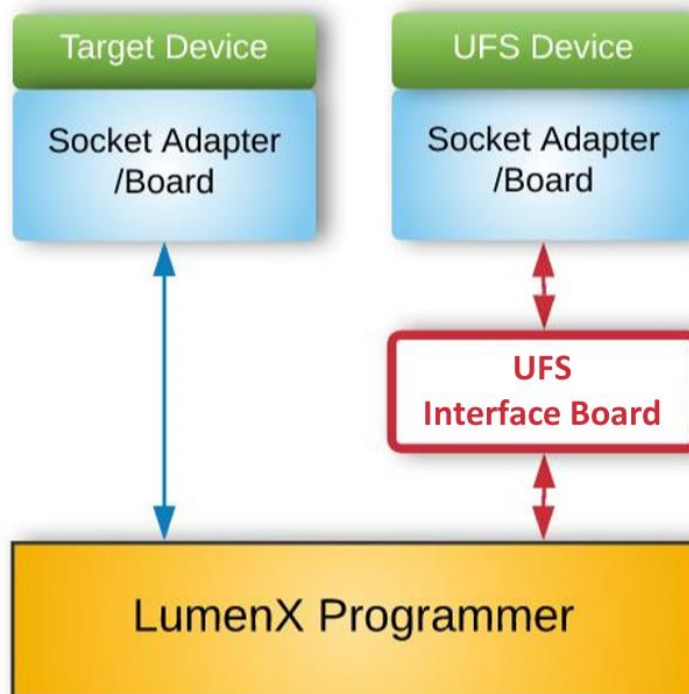 Target Device
Socket Adapter
/Board
UFS Device
Socket Adapter
/Board
UFS
Interface Board
LumenX Programmer